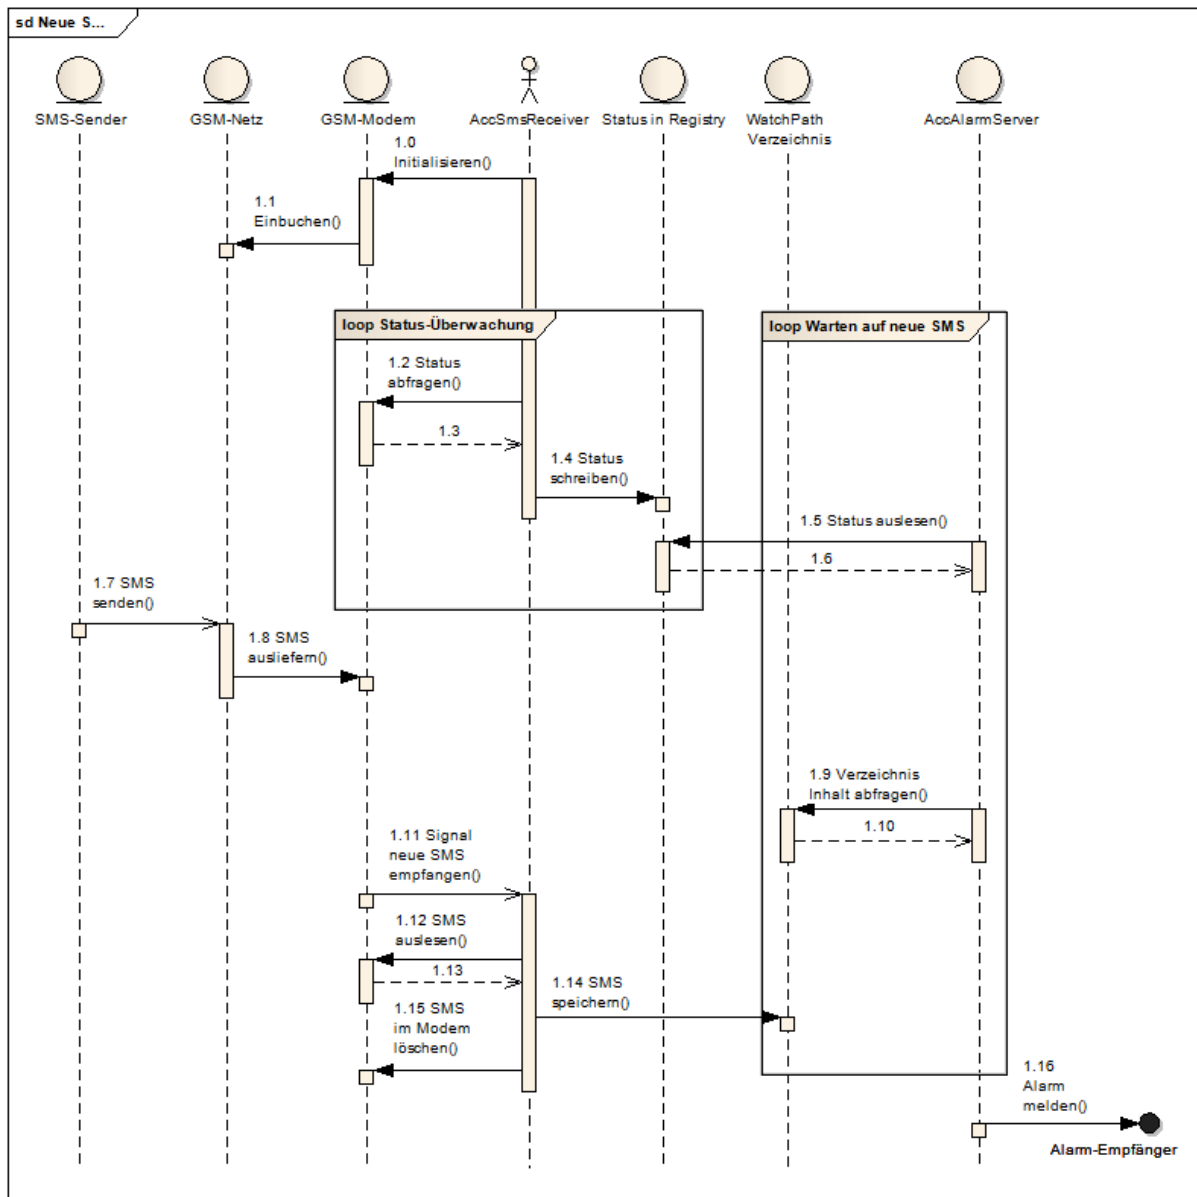 sd Neue S...
SMS-Sender
GSM-Netz
GSM-Modem
AccSmsReceiver
Status in Registry
WatchPath
Verzeichnis
AccAlarmServer
1.0
Initialisieren()
1.1
Einbuchen()
loop Status-Überwachung
loop Warten auf neue SMS
1.2 Status
abfragen()
1.3
1.4 Status
schreiben()
1.5 Status auslesen()
1.6
1.7 SMS
senden()
1.8 SMS
ausliefern()
1.9 Verzeichnis
Inhalt abfragen()
1.10
1.11 Signal
neue SMS
empfangen()
1.12 SMS
auslesen()
1.13
1.14 SMS
speichern()
1.15 SMS
im Modem
löschen()
1.16
Alarm
melden()
Alarm-Empfänger